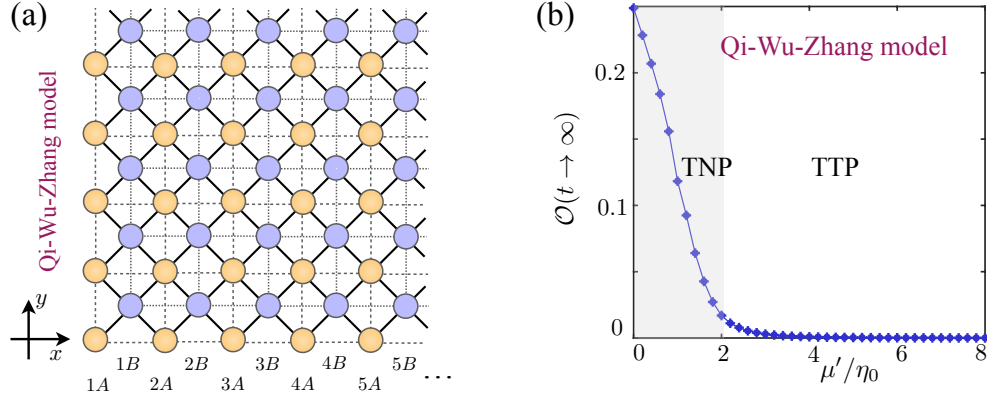 (a)
Qi-Wu-Zhang model
y
x
1A 1B 2A 2B 3A 3B 4A 4B 5A 5B ...
(b)
Qi-Wu-Zhang model
TNP
TTP
𝒪(t → ∞)
0.2
0.1
0
0 2 4 6 8
μ′/η₀